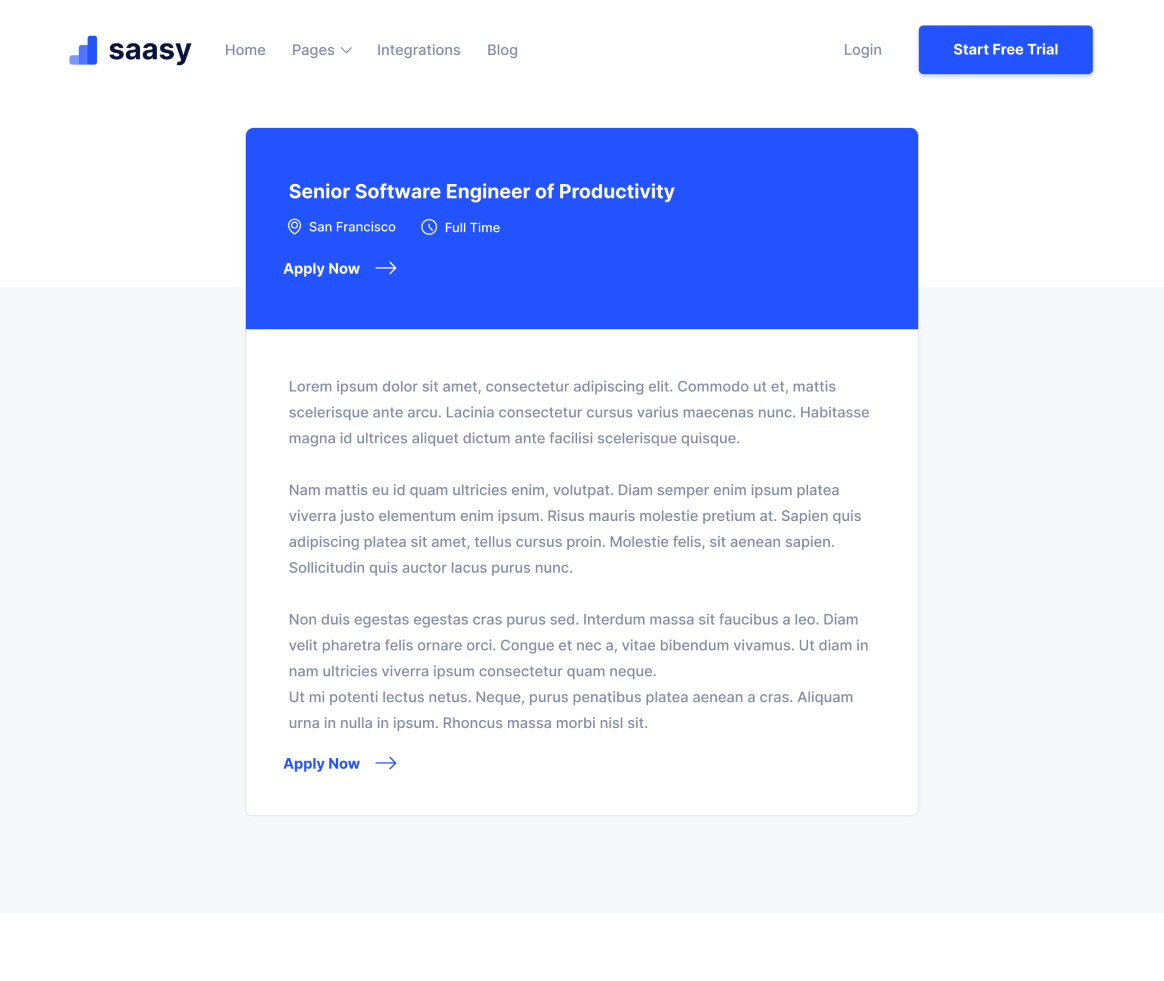 saasy Home Pages Integrations Blog Login Start Free Trial
Senior Software Engineer of Productivity
San Francisco Full Time
Apply Now
Lorem ipsum dolor sit amet, consectetur adipiscing elit. Commodo ut et, mattis
scelerisque ante arcu. Lacinia consectetur cursus varius maecenas nunc. Habitasse
magna id ultrices aliquet dictum ante facilisi scelerisque quisque.
Nam mattis eu id quam ultricies enim, volutpat. Diam semper enim ipsum platea
viverra justo elementum enim ipsum. Risus mauris molestie pretium at. Sapien quis
adipiscing platea sit amet, tellus cursus proin. Molestie felis, sit aenean sapien.
Sollicitudin quis auctor lacus purus nunc.
Non duis egestas egestas cras purus sed. Interdum massa sit faucibus a leo. Diam
velit pharetra felis ornare orci. Congue et nec a, vitae bibendum vivamus. Ut diam in
nam ultricies viverra ipsum consectetur quam neque.
Ut mi potenti lectus netus. Neque, purus penatibus platea aenean a cras. Aliquam
urna in nulla in ipsum. Rhoncus massa morbi nisl sit.
Apply Now